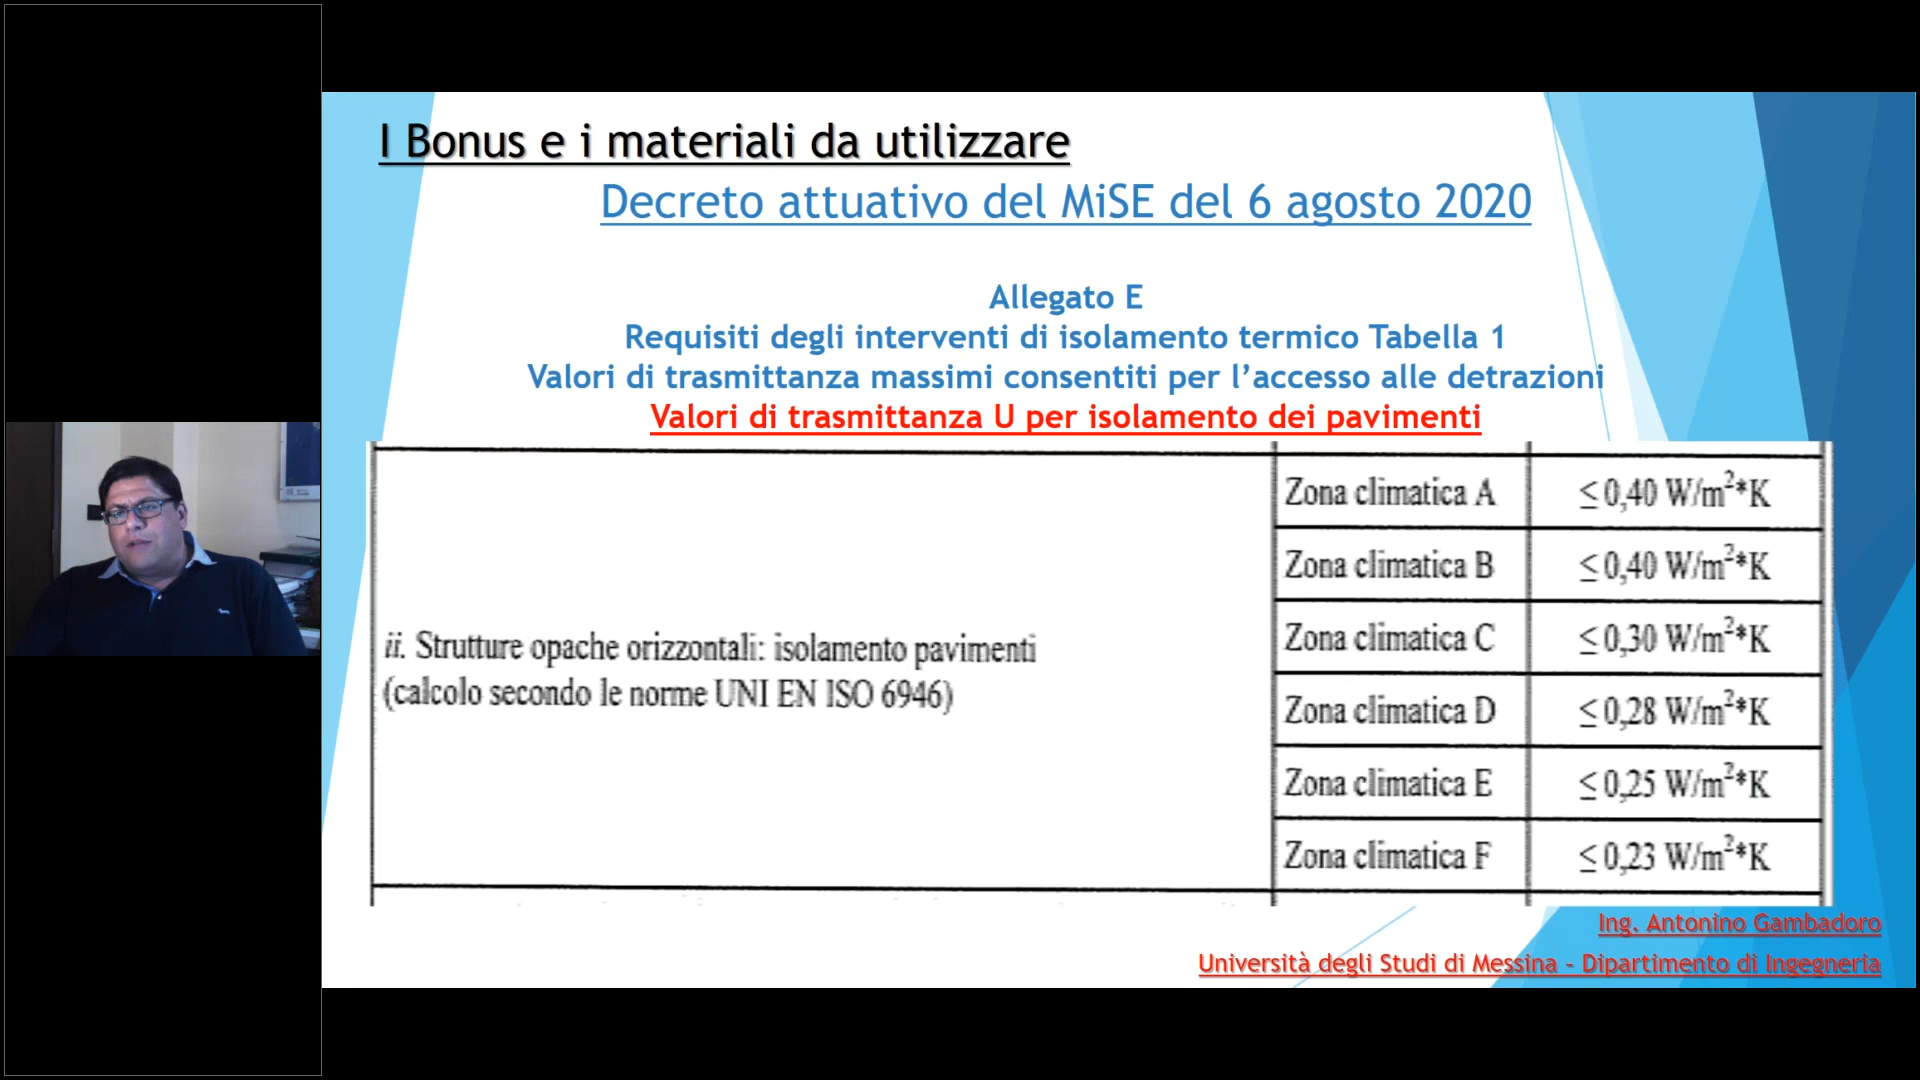 I Bonus e i materiali da utilizzare
Decreto attuativo del MiSE del 6 agosto 2020
Allegato E
Requisiti degli interventi di isolamento termico Tabella 1
Valori di trasmittanza massimi consentiti per l’accesso alle detrazioni
Valori di trasmittanza U per isolamento dei pavimenti
ii. Strutture opache orizzontali: isolamento pavimenti
(calcolo secondo le norme UNI EN ISO 6946)
Zona climatica A ≤ 0,40 W/m²*K
Zona climatica B ≤ 0,40 W/m²*K
Zona climatica C ≤ 0,30 W/m²*K
Zona climatica D ≤ 0,28 W/m²*K
Zona climatica E ≤ 0,25 W/m²*K
Zona climatica F ≤ 0,23 W/m²*K
Ing. Antonino Gambadoro
Università degli Studi di Messina – Dipartimento di Ingegneria